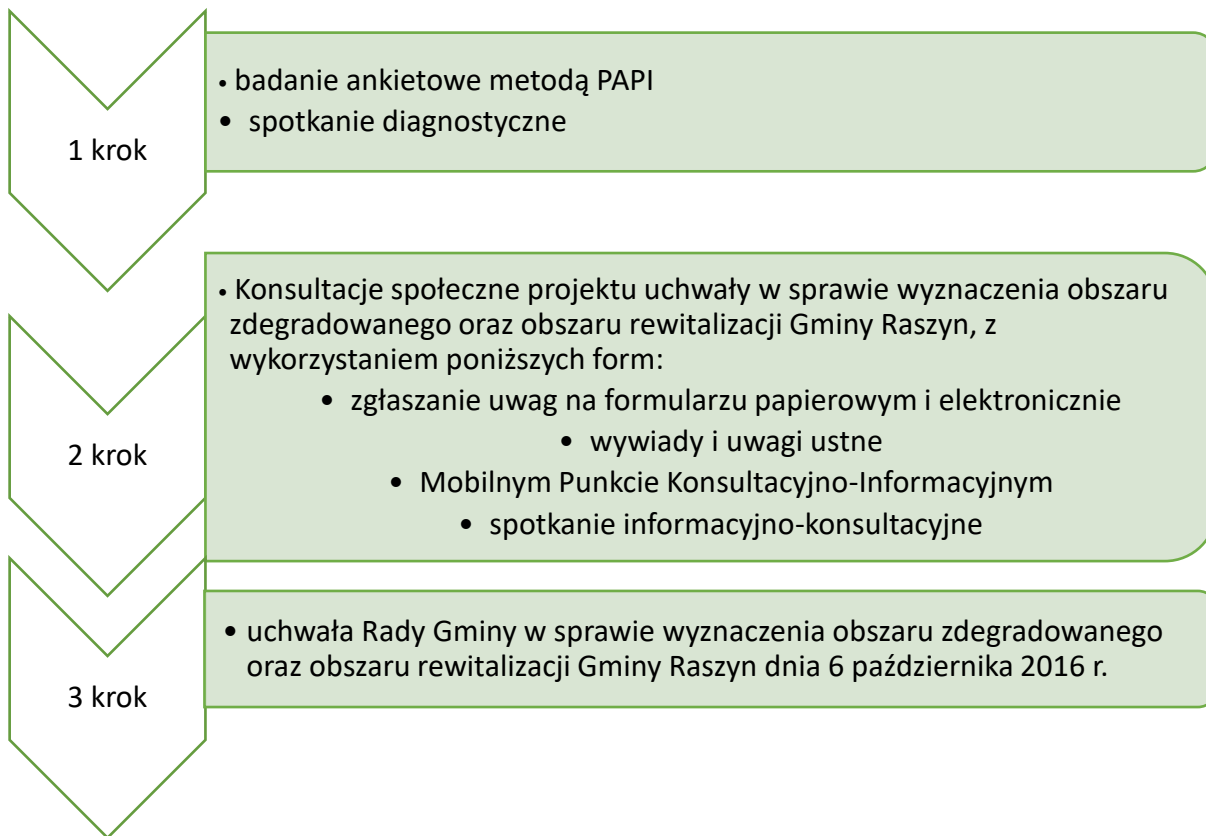 1 krok
• badanie ankietowe metodą PAPI
• spotkanie diagnostyczne
2 krok
• Konsultacje społeczne projektu uchwały w sprawie wyznaczenia obszaru
zdegradowanego oraz obszaru rewitalizacji Gminy Raszyn, z
wykorzystaniem poniższych form:
• zgłaszanie uwag na formularzu papierowym i elektronicznie
• wywiady i uwagi ustne
• Mobilnym Punkcie Konsultacyjno-Informacyjnym
• spotkanie informacyjno-konsultacyjne
3 krok
• uchwała Rady Gminy w sprawie wyznaczenia obszaru zdegradowanego
oraz obszaru rewitalizacji Gminy Raszyn dnia 6 października 2016 r.